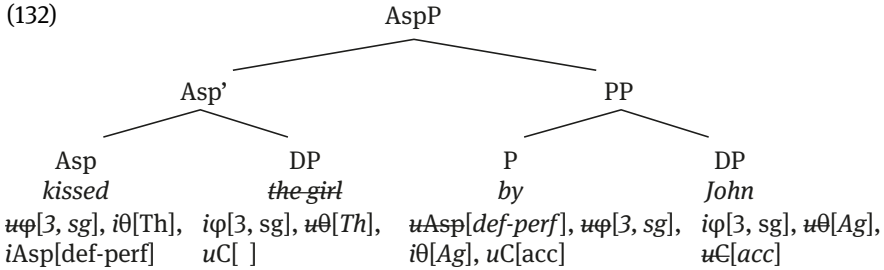 (132) AspP
Asp’ PP
Asp DP P DP
kissed the girl by John
uφ[3, sg], iθ[Th], iφ[3, sg], uθ[Th], uAsp[def-perf], uφ[3, sg], iφ[3, sg], uθ[Ag],
iAsp[def-perf] uC[ ] iθ[Ag], uC[acc] uC[acc]